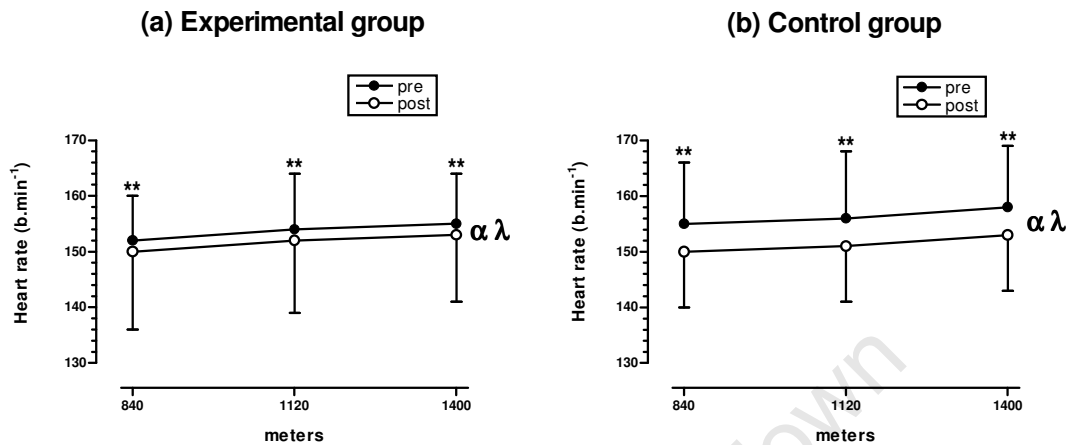 (a) Experimental group
pre
post
170
160
150
140
130
Heart rate (b.min-1)
** ** **
α λ
840 1120 1400
meters
(b) Control group
pre
post
170
160
150
140
130
Heart rate (b.min-1)
** ** **
α λ
840 1120 1400
meters